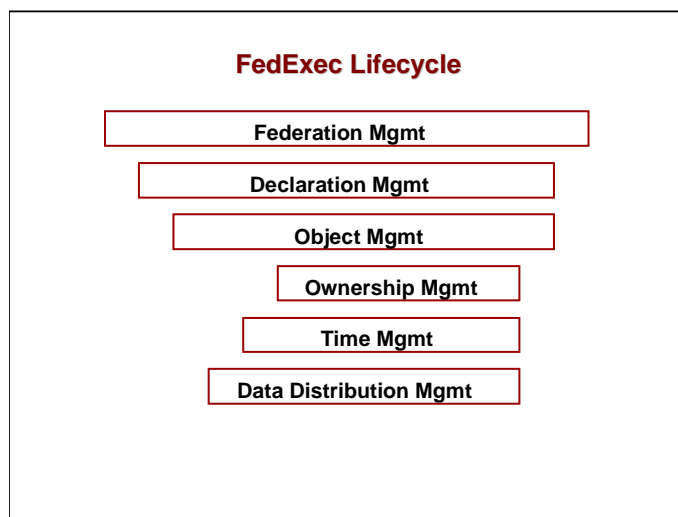 FedExec Lifecycle
Federation Mgmt
Declaration Mgmt
Object Mgmt
Ownership Mgmt
Time Mgmt
Data Distribution Mgmt